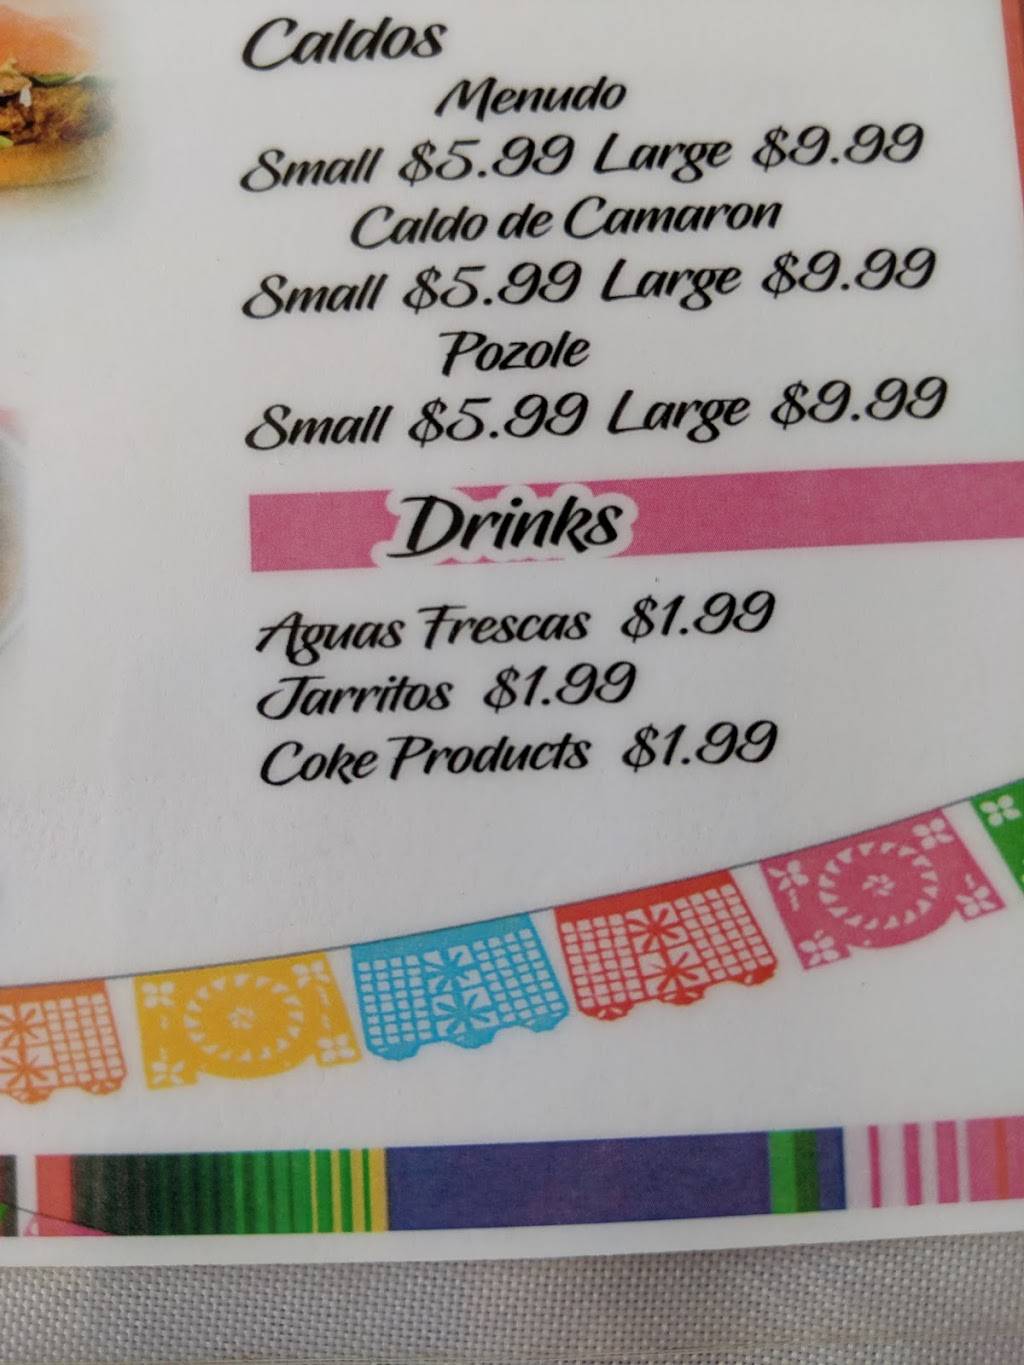 Caldos
Menudo
Small $5.99 Large $9.99
Caldo de Camaron
Small $5.99 Large $9.99
Pozole
Small $5.99 Large $9.99
Drinks
Aguas Frescas $1.99
Jarritos $1.99
Coke Products $1.99